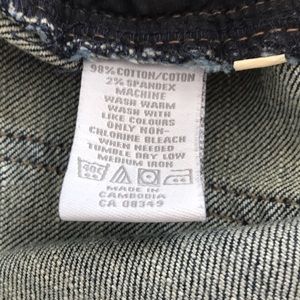 98% COTTON/COTON
2% SPANDEX
MACHINE
WASH WARM
WASH WITH
LIKE COLOURS
ONLY NON-
CHLORINE BLEACH
WHEN NEEDED
TUMBLE DRY LOW
MEDIUM IRON
40c
MADE IN
CAMBODIA
CA 08349